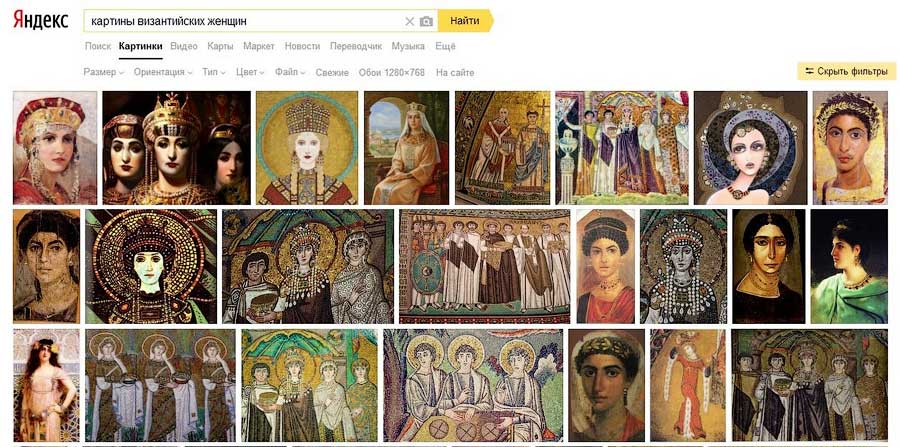 Яндекс
картины византийских женщин
Найти
Поиск Картинки Видео Карты Маркет Новости Переводчик Музыка Ещё
Размер Ориентация Тип Цвет Файл Свежие Обои 1280×768 На сайте
Скрыть фильтры